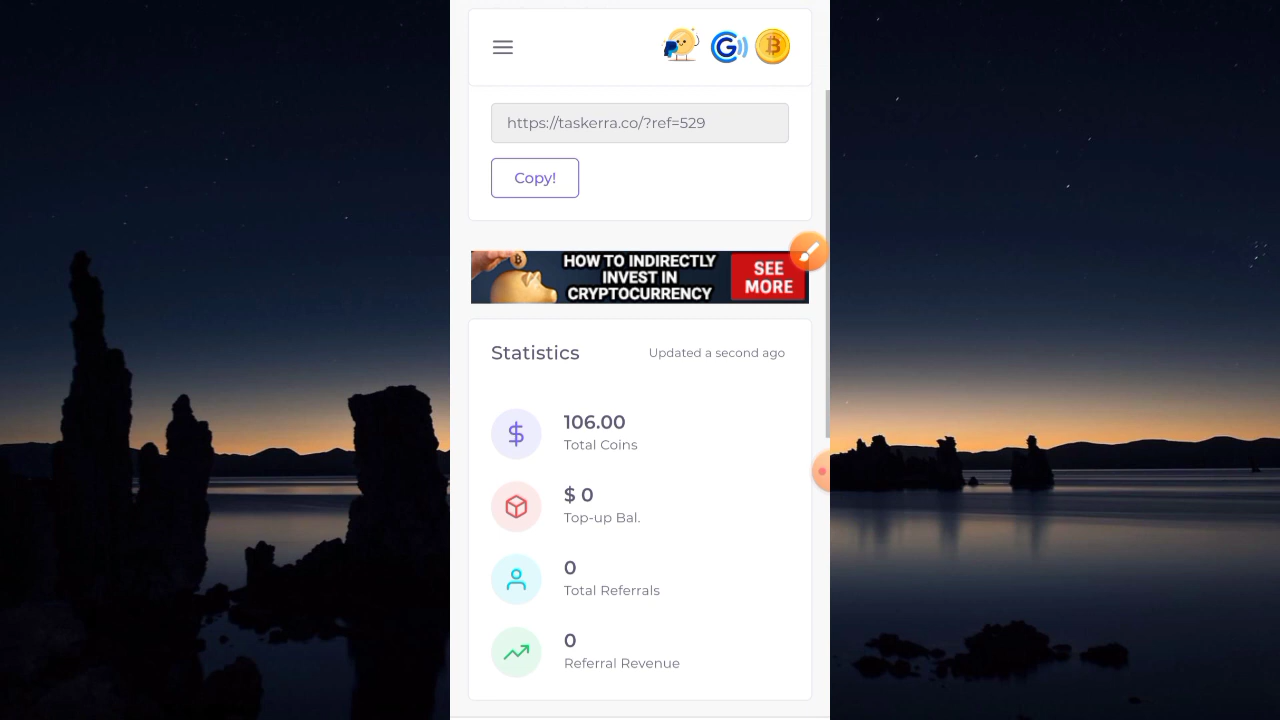 https://taskerra.co/?ref=529
Copy!
HOW TO INDIRECTLY
INVEST IN
CRYPTOCURRENCY
SEE
MORE
Statistics
Updated a second ago
106.00
Total Coins
$ 0
Top-up Bal.
0
Total Referrals
0
Referral Revenue